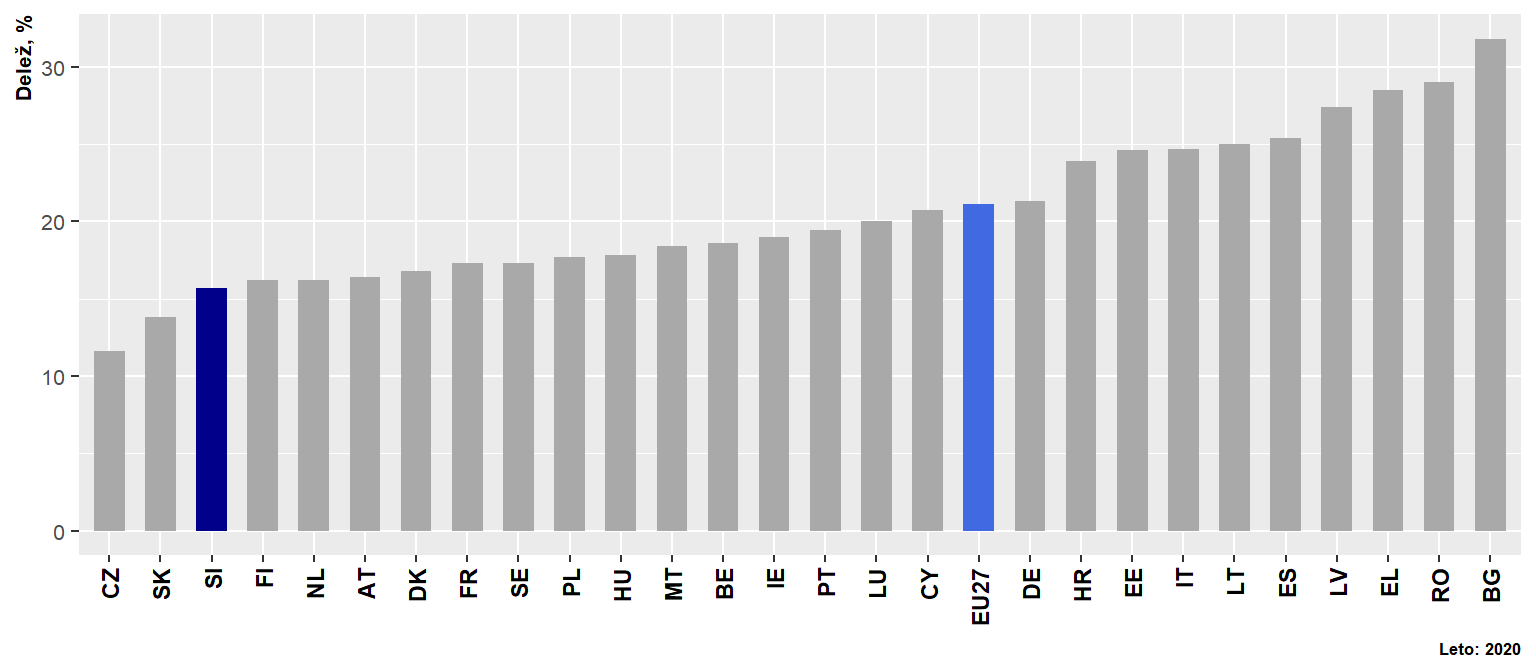 Delež, %
30
20
10
0
CZ SK SI FI NL AT DK FR SE PL HU MT BE IE PT LU CY EU27 DE HR EE IT LT ES LV EL RO BG
Leto: 2020